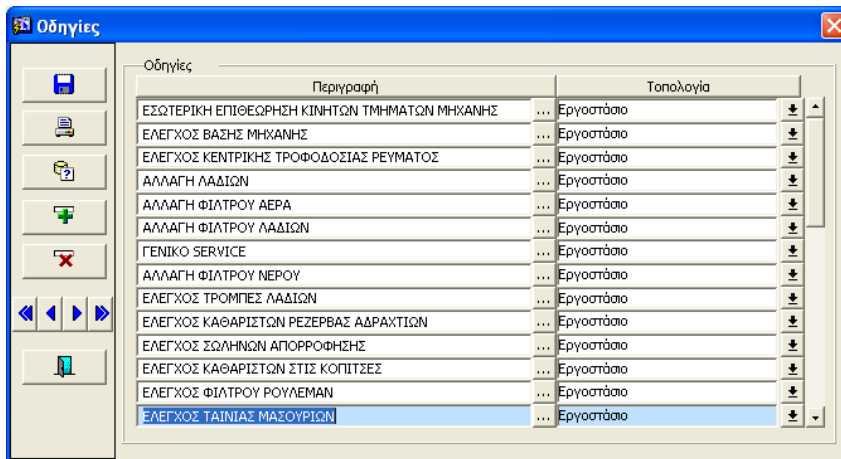 Οδηγίες
Οδηγίες
Περιγραφή Τοπολογία
ΕΣΩΤΕΡΙΚΗ ΕΠΙΘΕΩΡΗΣΗ ΚΙΝΗΤΩΝ ΤΜΗΜΑΤΩΝ ΜΗΧΑΝΗΣ ... Εργοστάσιο
ΕΛΕΓΧΟΣ ΒΑΣΗΣ ΜΗΧΑΝΗΣ ... Εργοστάσιο
ΕΛΕΓΧΟΣ ΚΕΝΤΡΙΚΗΣ ΤΡΟΦΟΔΟΣΙΑΣ ΡΕΥΜΑΤΟΣ ... Εργοστάσιο
ΑΛΛΑΓΗ ΛΑΔΙΩΝ ... Εργοστάσιο
ΑΛΛΑΓΗ ΦΙΛΤΡΟΥ ΑΕΡΑ ... Εργοστάσιο
ΑΛΛΑΓΗ ΦΙΛΤΡΟΥ ΛΑΔΙΩΝ ... Εργοστάσιο
ΓΕΝΙΚΟ SERVICE ... Εργοστάσιο
ΑΛΛΑΓΗ ΦΙΛΤΡΟΥ ΝΕΡΟΥ ... Εργοστάσιο
ΕΛΕΓΧΟΣ ΤΡΟΜΠΕΣ ΛΑΔΙΩΝ ... Εργοστάσιο
ΕΛΕΓΧΟΣ ΚΑΘΑΡΙΣΤΩΝ ΡΕΖΕΡΒΑΣ ΑΔΡΑΧΤΙΩΝ ... Εργοστάσιο
ΕΛΕΓΧΟΣ ΣΩΛΗΝΩΝ ΑΠΟΡΡΟΦΗΣΗΣ ... Εργοστάσιο
ΕΛΕΓΧΟΣ ΚΑΘΑΡΙΣΤΩΝ ΣΤΙΣ ΚΟΠΙΤΣΕΣ ... Εργοστάσιο
ΕΛΕΓΧΟΣ ΦΙΛΤΡΟΥ ΡΟΥΛΕΜΑΝ ... Εργοστάσιο
ΕΛΕΓΧΟΣ ΤΑΙΝΙΑΣ ΜΑΣΟΥΡΙΩΝ ... Εργοστάσιο